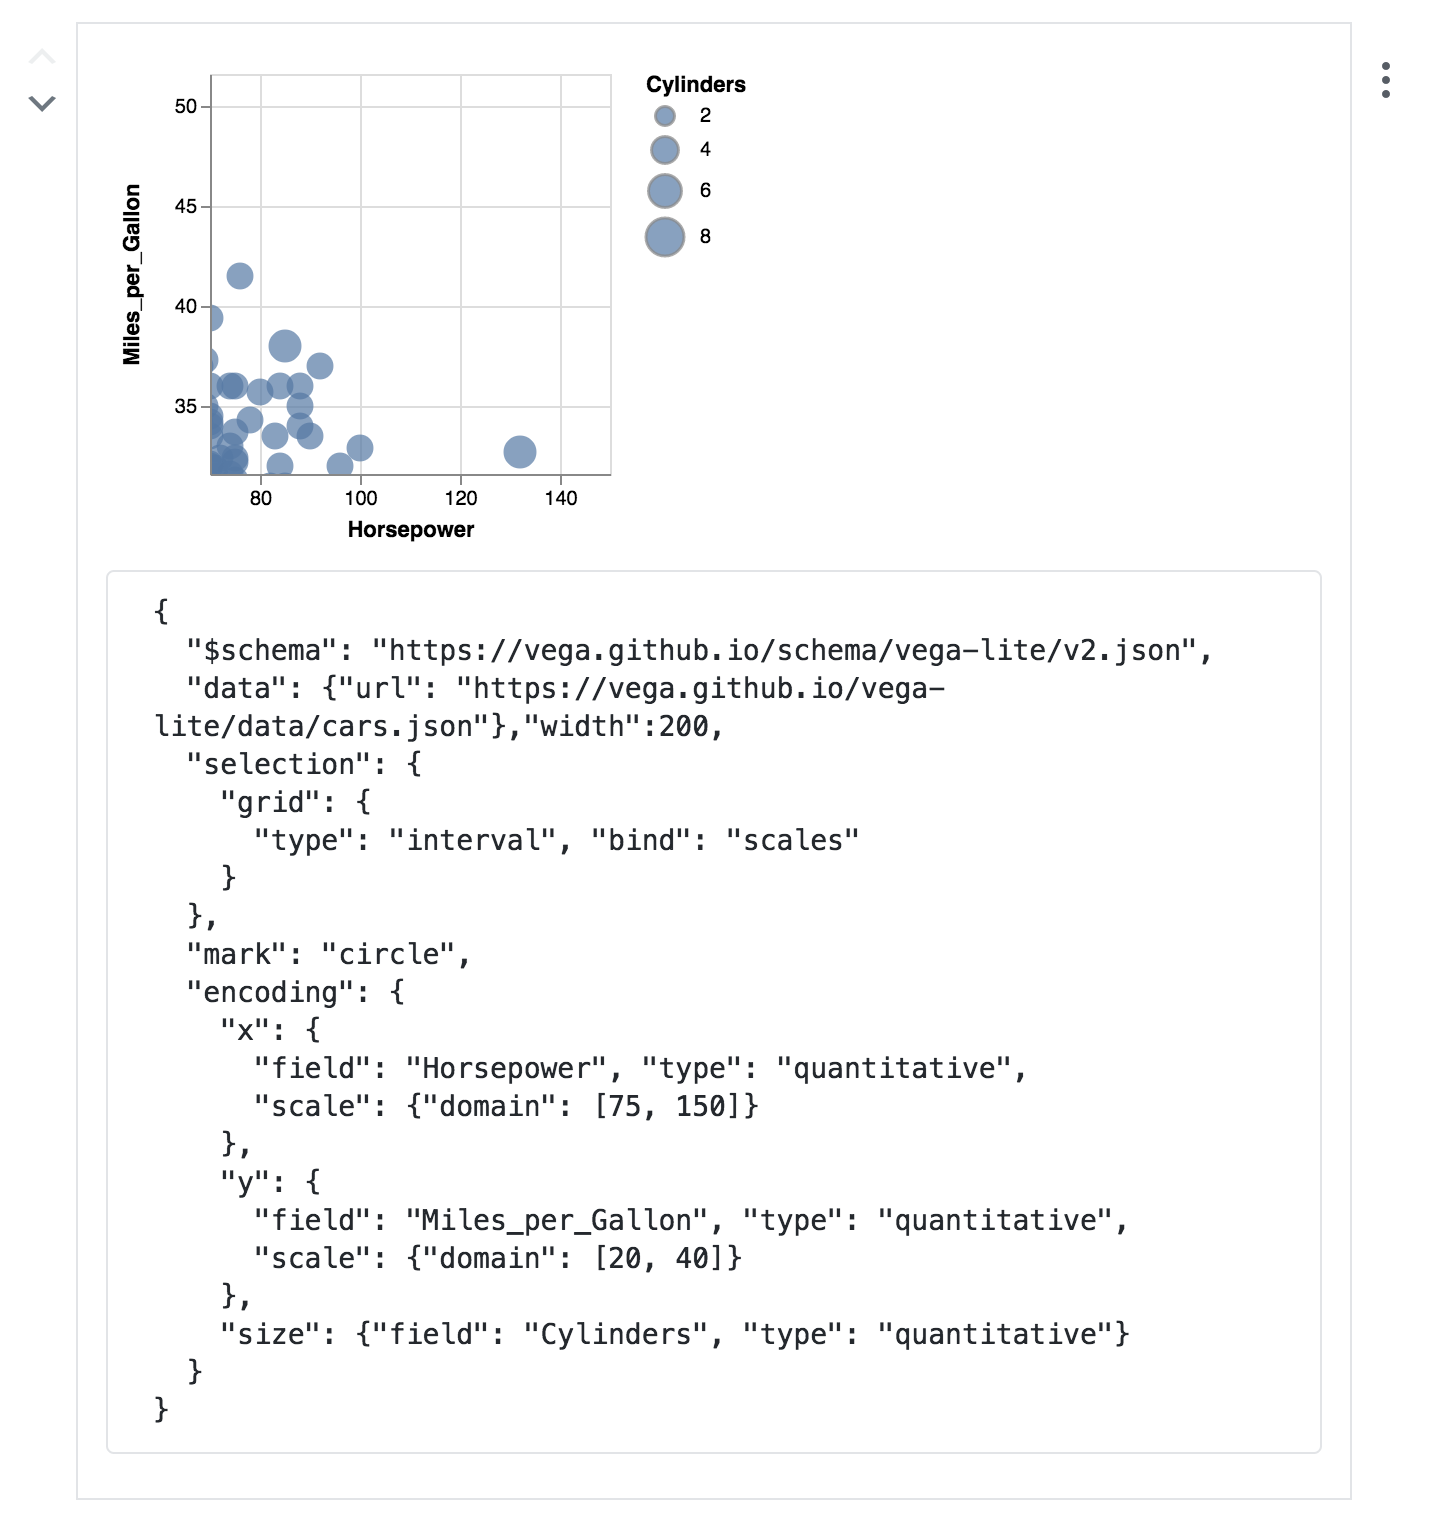 50
45
40
35
Miles_per_Gallon
80 100 120 140
Horsepower
Cylinders
2
4
6
8
{
  "$schema": "https://vega.github.io/schema/vega-lite/v2.json",
  "data": {"url": "https://vega.github.io/vega-
lite/data/cars.json"},"width":200,
  "selection": {
    "grid": {
      "type": "interval", "bind": "scales"
    }
  },
  "mark": "circle",
  "encoding": {
    "x": {
      "field": "Horsepower", "type": "quantitative",
      "scale": {"domain": [75, 150]}
    },
    "y": {
      "field": "Miles_per_Gallon", "type": "quantitative",
      "scale": {"domain": [20, 40]}
    },
    "size": {"field": "Cylinders", "type": "quantitative"}
  }
}